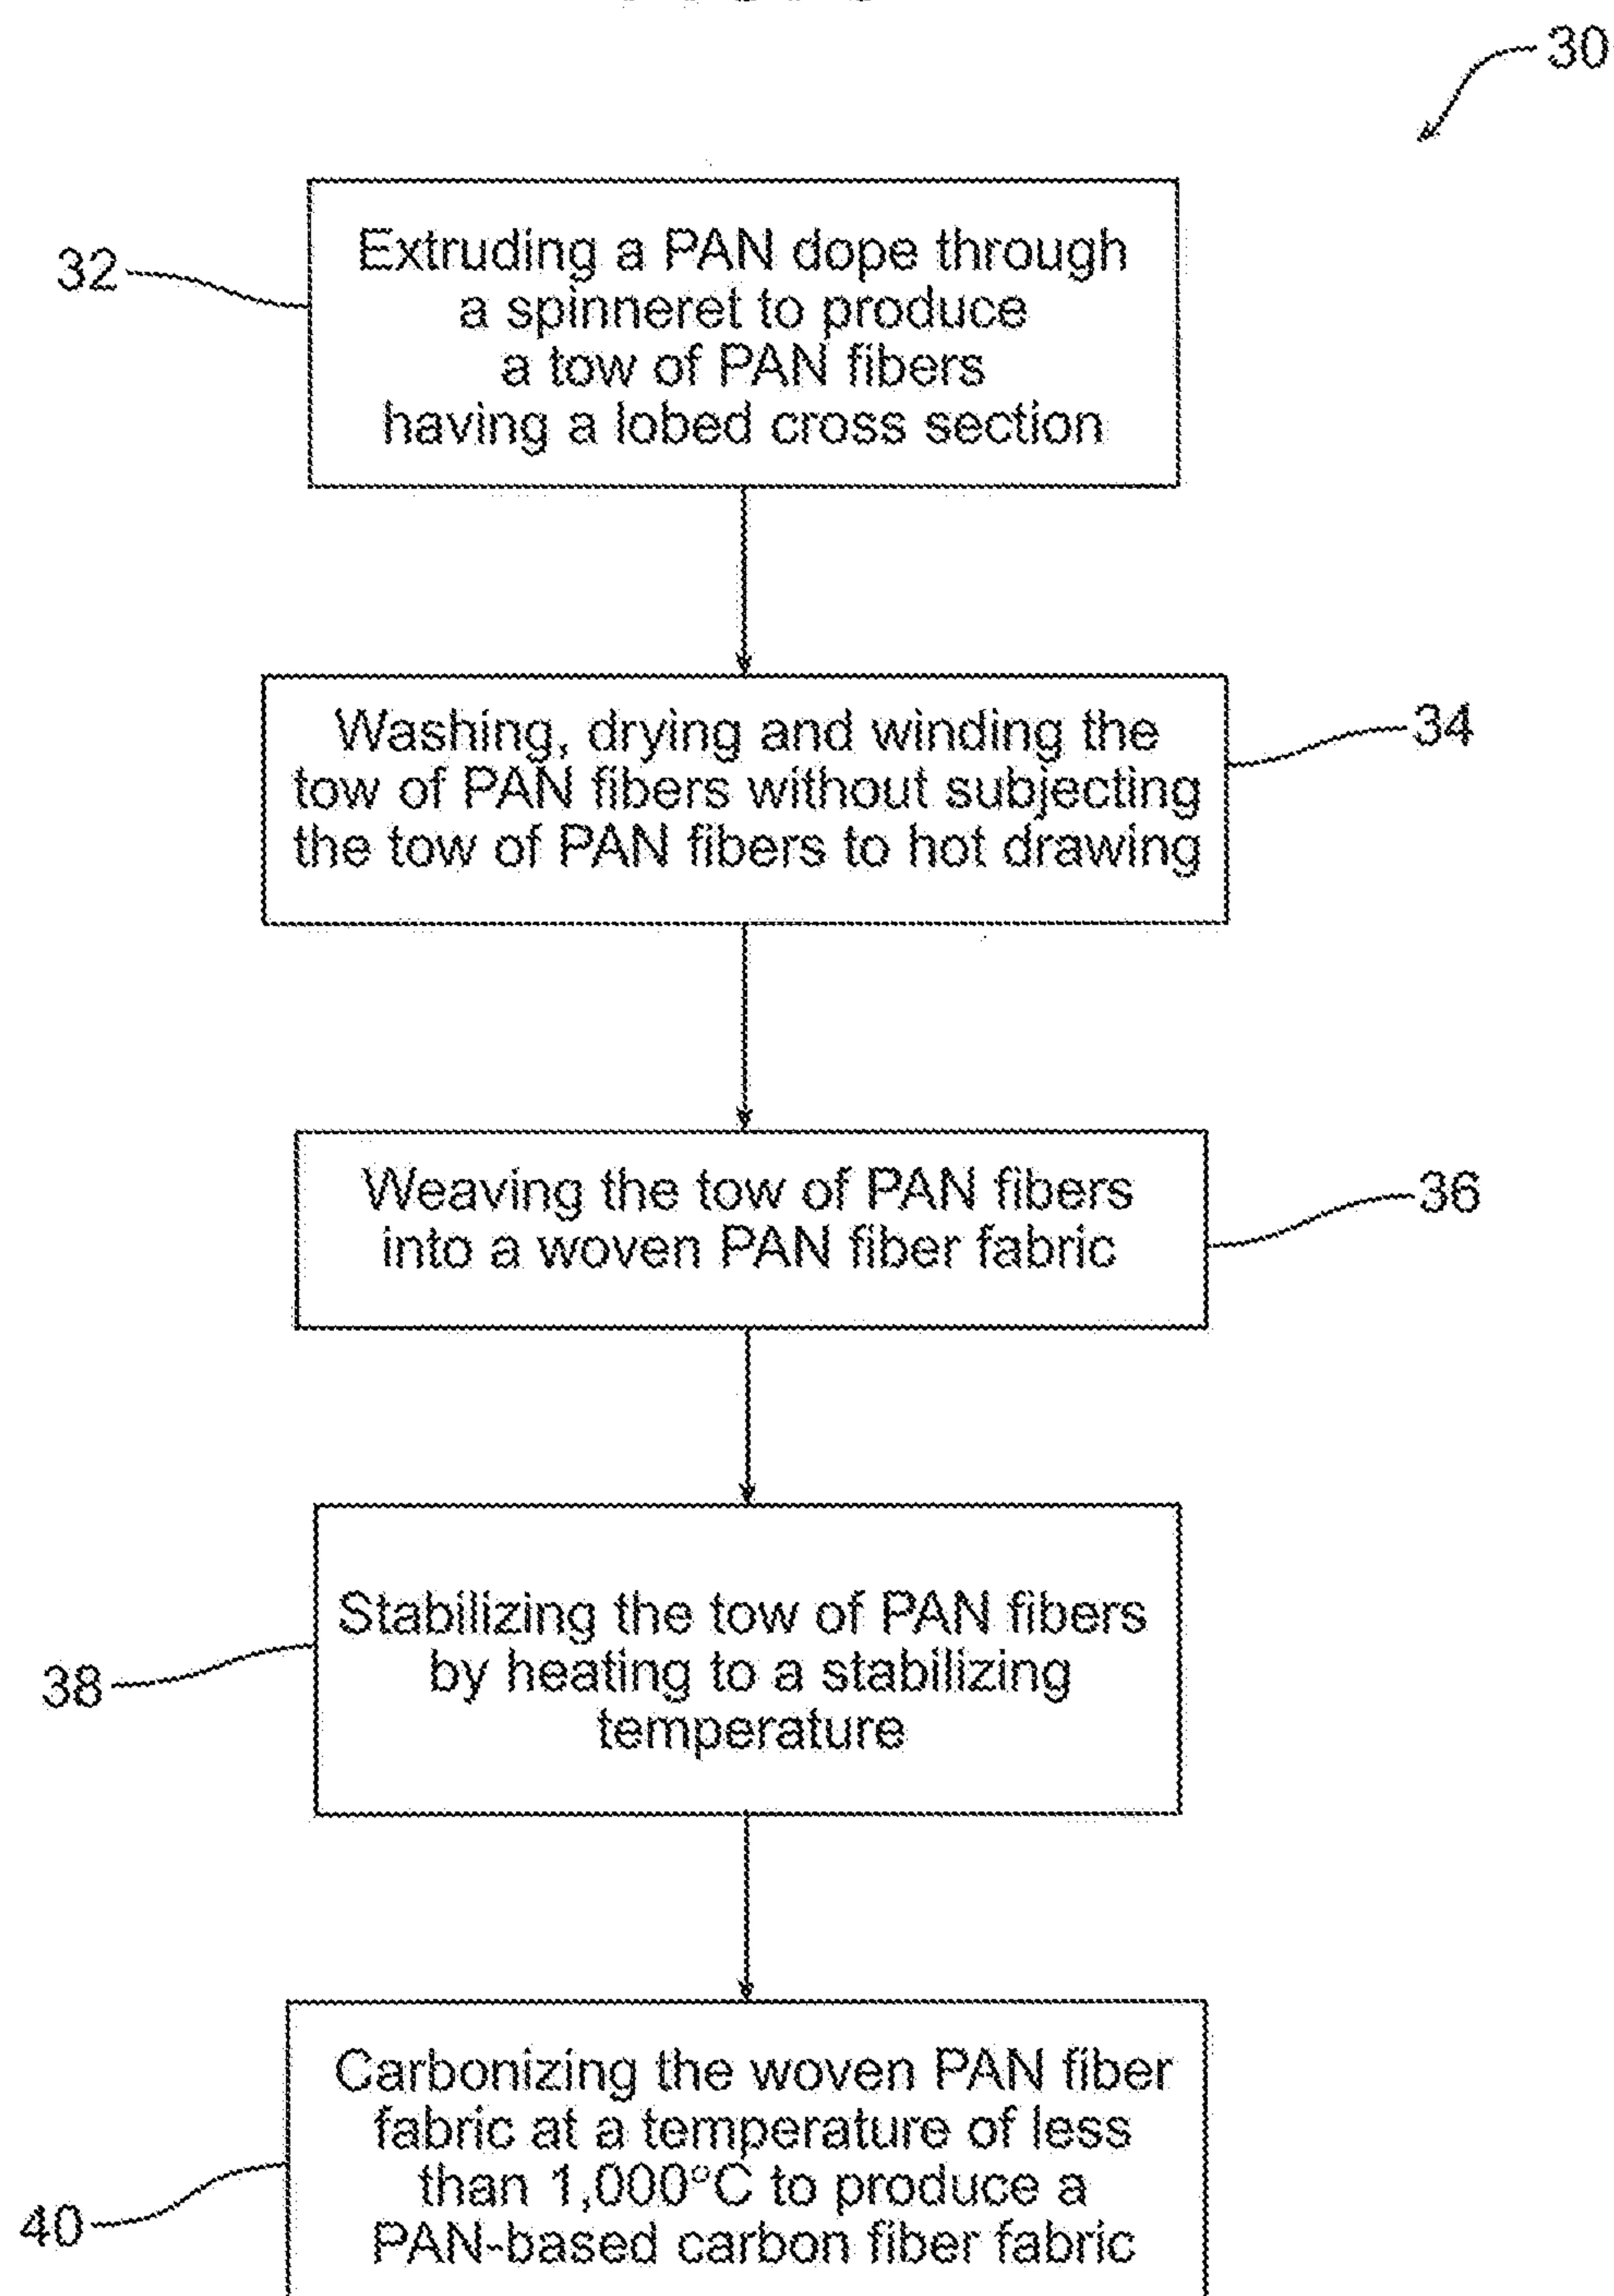 30
32
Extruding a PAN dope through
a spinneret to produce
a tow of PAN fibers
having a lobed cross section
Washing, drying and winding the
tow of PAN fibers without subjecting
the tow of PAN fibers to hot drawing
34
Weaving the tow of PAN fibers
into a woven PAN fiber fabric
36
38
Stabilizing the tow of PAN fibers
by heating to a stabilizing
temperature
40
Carbonizing the woven PAN fiber
fabric at a temperature of less
than 1,000°C to produce a
PAN-based carbon fiber fabric